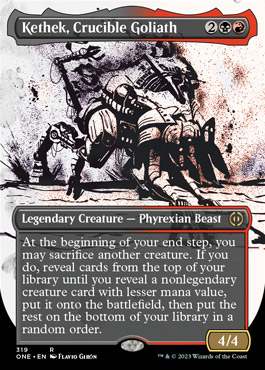 Kethek, Crucible Goliath 2
Legendary Creature — Phyrexian Beast
At the beginning of your end step, you
may sacrifice another creature. If you
do, reveal cards from the top of your
library until you reveal a nonlegendary
creature card with lesser mana value,
put it onto the battlefield, then put the
rest on the bottom of your library in a
random order.
4/4
319 R
ONE • EN Flavio Girón
™ & © 2023 Wizards of the Coast